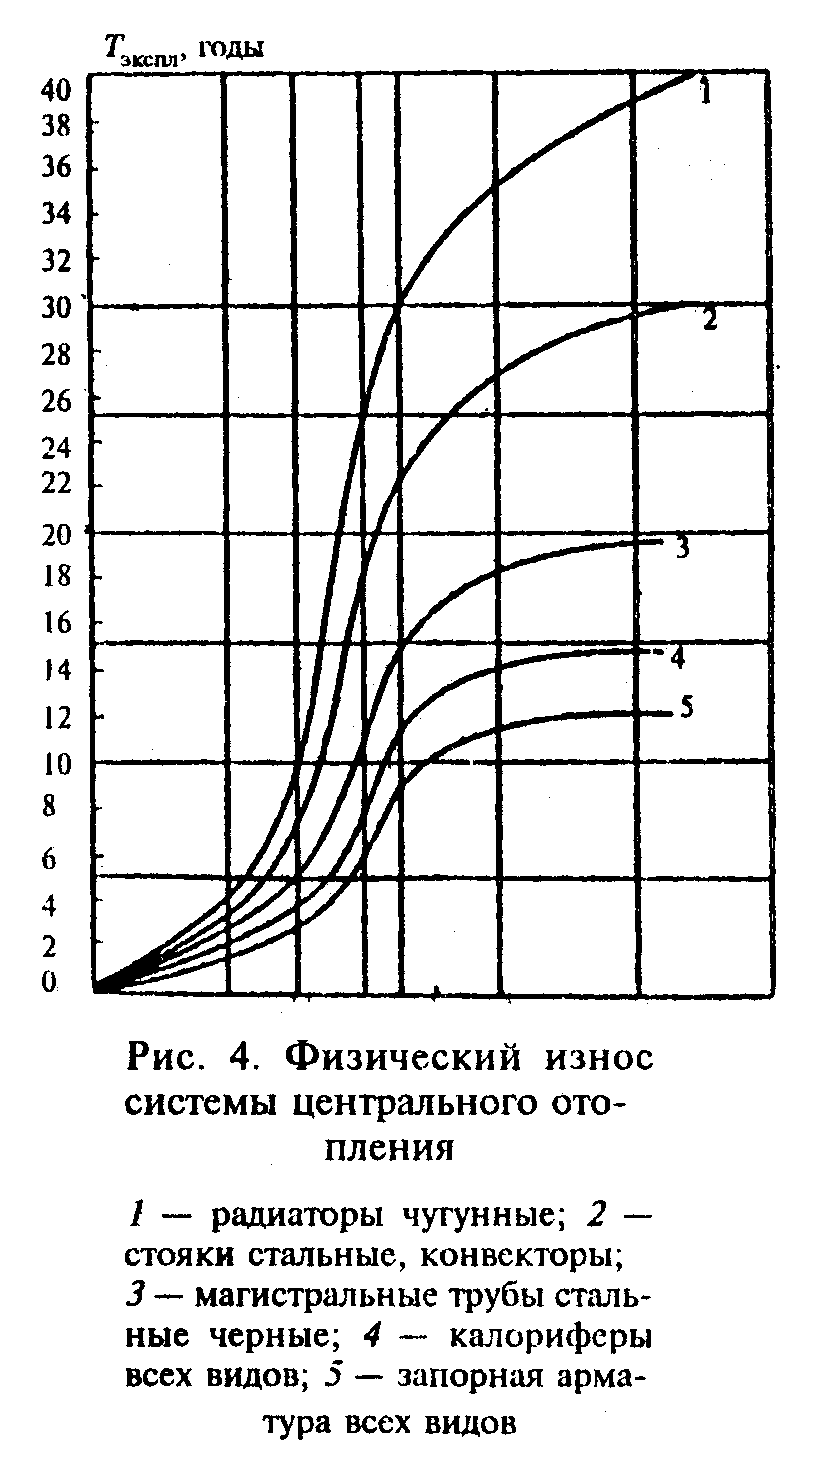 Tэкспл, годы
40
38
36
34
32
30
28
26
24
22
20
18
16
14
12
10
8
6
4
2
0
1
2
3
4
5
Рис. 4. Физический износ
системы центрального ото-
пления
1 — радиаторы чугунные; 2 —
стояки стальные, конвекторы;
3 — магистральные трубы сталь-
ные черные; 4 — калориферы
всех видов; 5 — запорная арма-
тура всех видов